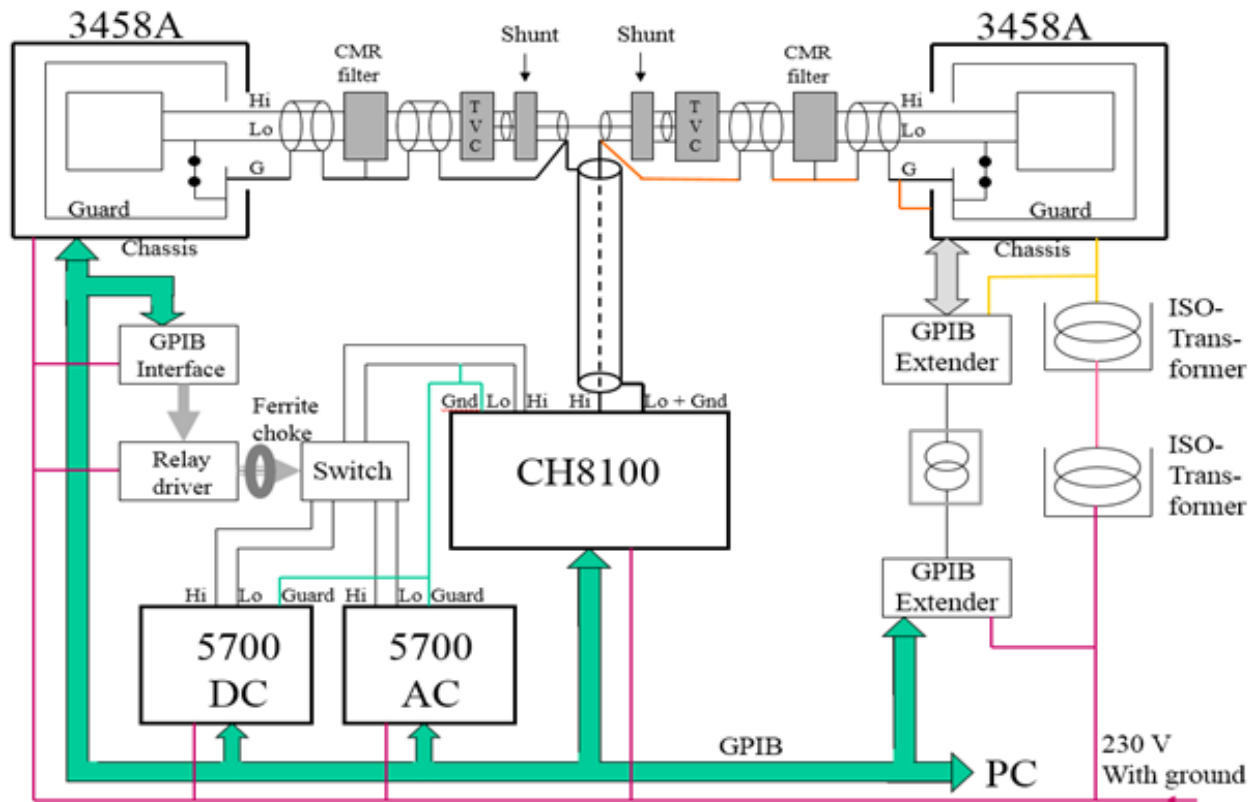 3458A
3458A
Shunt
Shunt
CMR
filter
CMR
filter
Hi
Lo
G
T
V
C
T
V
C
Hi
Lo
G
Guard
Chassis
Guard
Chassis
GPIB
Interface
Relay
driver
Ferrite
choke
Switch
Gnd Lo Hi
Hi
Lo + Gnd
CH8100
GPIB
Extender
GPIB
Extender
ISO-
Trans-
former
ISO-
Trans-
former
Hi Lo Guard
Hi Lo Guard
5700
DC
5700
AC
GPIB
PC
230 V
With ground